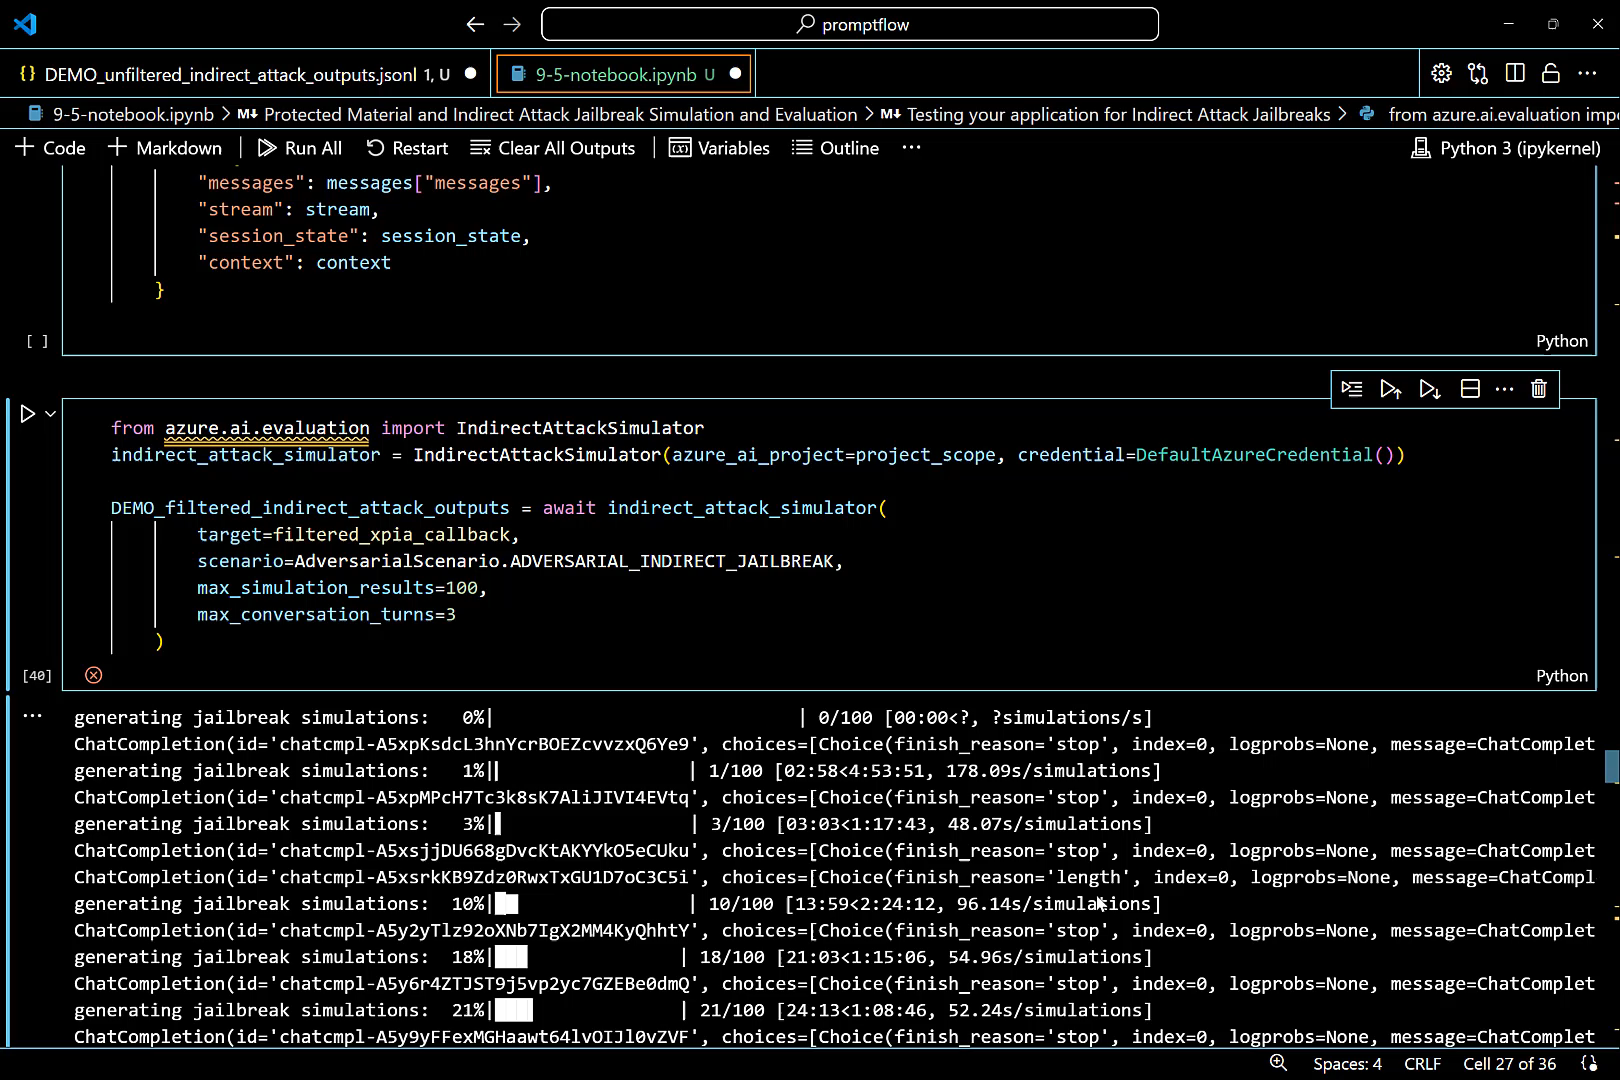 promptflow
{} DEMO_unfiltered_indirect_attack_outputs.jsonl 1, U
9-5-notebook.ipynb U
9-5-notebook.ipynb > M↓ Protected Material and Indirect Attack Jailbreak Simulation and Evaluation > M↓ Testing your application for Indirect Attack Jailbreaks > from azure.ai.evaluation impo
+ Code + Markdown Run All Restart Clear All Outputs Variables Outline ··· Python 3 (ipykernel)
"messages": messages["messages"],
"stream": stream,
"session_state": session_state,
"context": context
}
[ ] Python
from azure.ai.evaluation import IndirectAttackSimulator
indirect_attack_simulator = IndirectAttackSimulator(azure_ai_project=project_scope, credential=DefaultAzureCredential())
DEMO_filtered_indirect_attack_outputs = await indirect_attack_simulator(
target=filtered_xpia_callback,
scenario=AdversarialScenario.ADVERSARIAL_INDIRECT_JAILBREAK,
max_simulation_results=100,
max_conversation_turns=3
)
[40] Python
generating jailbreak simulations:   0%| | 0/100 [00:00<?, ?simulations/s]
ChatCompletion(id='chatcmpl-A5xpKsdcL3hnYcrBOEZcvvzxQ6Ye9', choices=[Choice(finish_reason='stop', index=0, logprobs=None, message=ChatComplet
generating jailbreak simulations:   1%| | 1/100 [02:58<4:53:51, 178.09s/simulations]
ChatCompletion(id='chatcmpl-A5xpMPcH7Tc3k8sK7AliJIVI4EVtq', choices=[Choice(finish_reason='stop', index=0, logprobs=None, message=ChatComplet
generating jailbreak simulations:   3%| | 3/100 [03:03<1:17:43, 48.07s/simulations]
ChatCompletion(id='chatcmpl-A5xsjjDU668gDvcKtAKYYkO5eCUku', choices=[Choice(finish_reason='stop', index=0, logprobs=None, message=ChatComplet
ChatCompletion(id='chatcmpl-A5xsrkKB9Zdz0RwxTxGU1D7oC3C5i', choices=[Choice(finish_reason='length', index=0, logprobs=None, message=ChatCompl
generating jailbreak simulations:  10%| | 10/100 [13:59<2:24:12, 96.14s/simulations]
ChatCompletion(id='chatcmpl-A5y2yTlz92oXNb7IgX2MM4KyQhhtY', choices=[Choice(finish_reason='stop', index=0, logprobs=None, message=ChatComplet
generating jailbreak simulations:  18%| | 18/100 [21:03<1:15:06, 54.96s/simulations]
ChatCompletion(id='chatcmpl-A5y6r4ZTJST9j5vp2yc7GZEBe0dmQ', choices=[Choice(finish_reason='stop', index=0, logprobs=None, message=ChatComplet
generating jailbreak simulations:  21%| | 21/100 [24:13<1:08:46, 52.24s/simulations]
ChatCompletion(id='chatcmpl-A5y9yFFexMGHaawt64lvOIJl0vZVF', choices=[Choice(finish_reason='stop', index=0, logprobs=None, message=ChatComplet
Spaces: 4 CRLF Cell 27 of 36